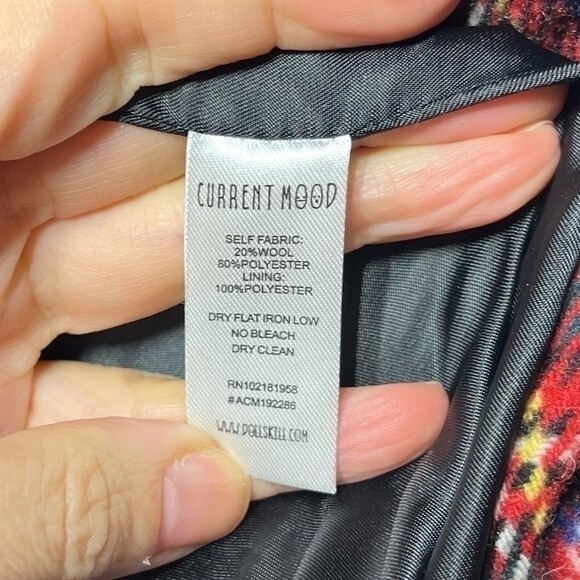 CURRENT MOOD
SELF FABRIC:
20%WOOL
80%POLYESTER
LINING:
100%POLYESTER
DRY FLAT IRON LOW
NO BLEACH
DRY CLEAN
RN102181958
#ACM192286
WWW.DOLLSKILL.COM